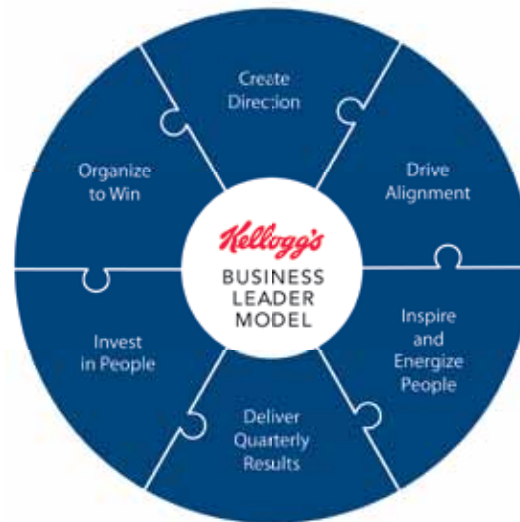 Create
Direction
Drive
Alignment
Inspire
and
Energize
People
Deliver
Quarterly
Results
Invest
in People
Organize
to Win
Kellogg's
BUSINESS
LEADER
MODEL